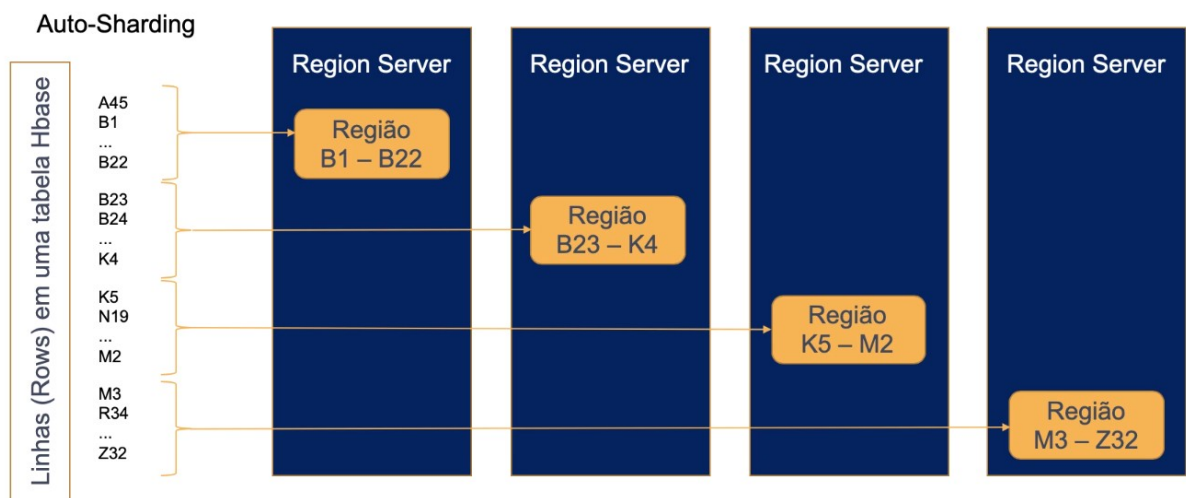 Auto-Sharding
Linhas (Rows) em uma tabela Hbase
A45
B1
...
B22
B23
B24
...
K4
K5
N19
...
M2
M3
R34
...
Z32
Region Server
Região
B1 – B22
Region Server
Região
B23 – K4
Region Server
Região
K5 – M2
Region Server
Região
M3 – Z32